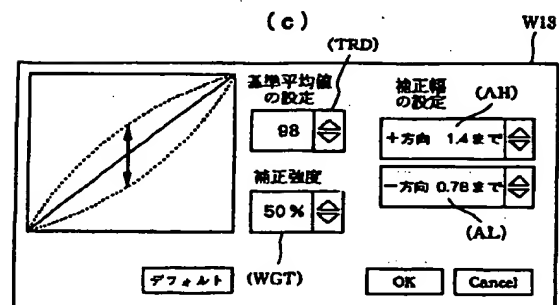 (c)
W13
(TRD)
基準平均値
の設定
98
補正幅
の設定
(AH)
+方向 1.4まで
補正強度
50%
−方向 0.78まで
(AL)
デフォルト
(WGT)
OK
Cancel